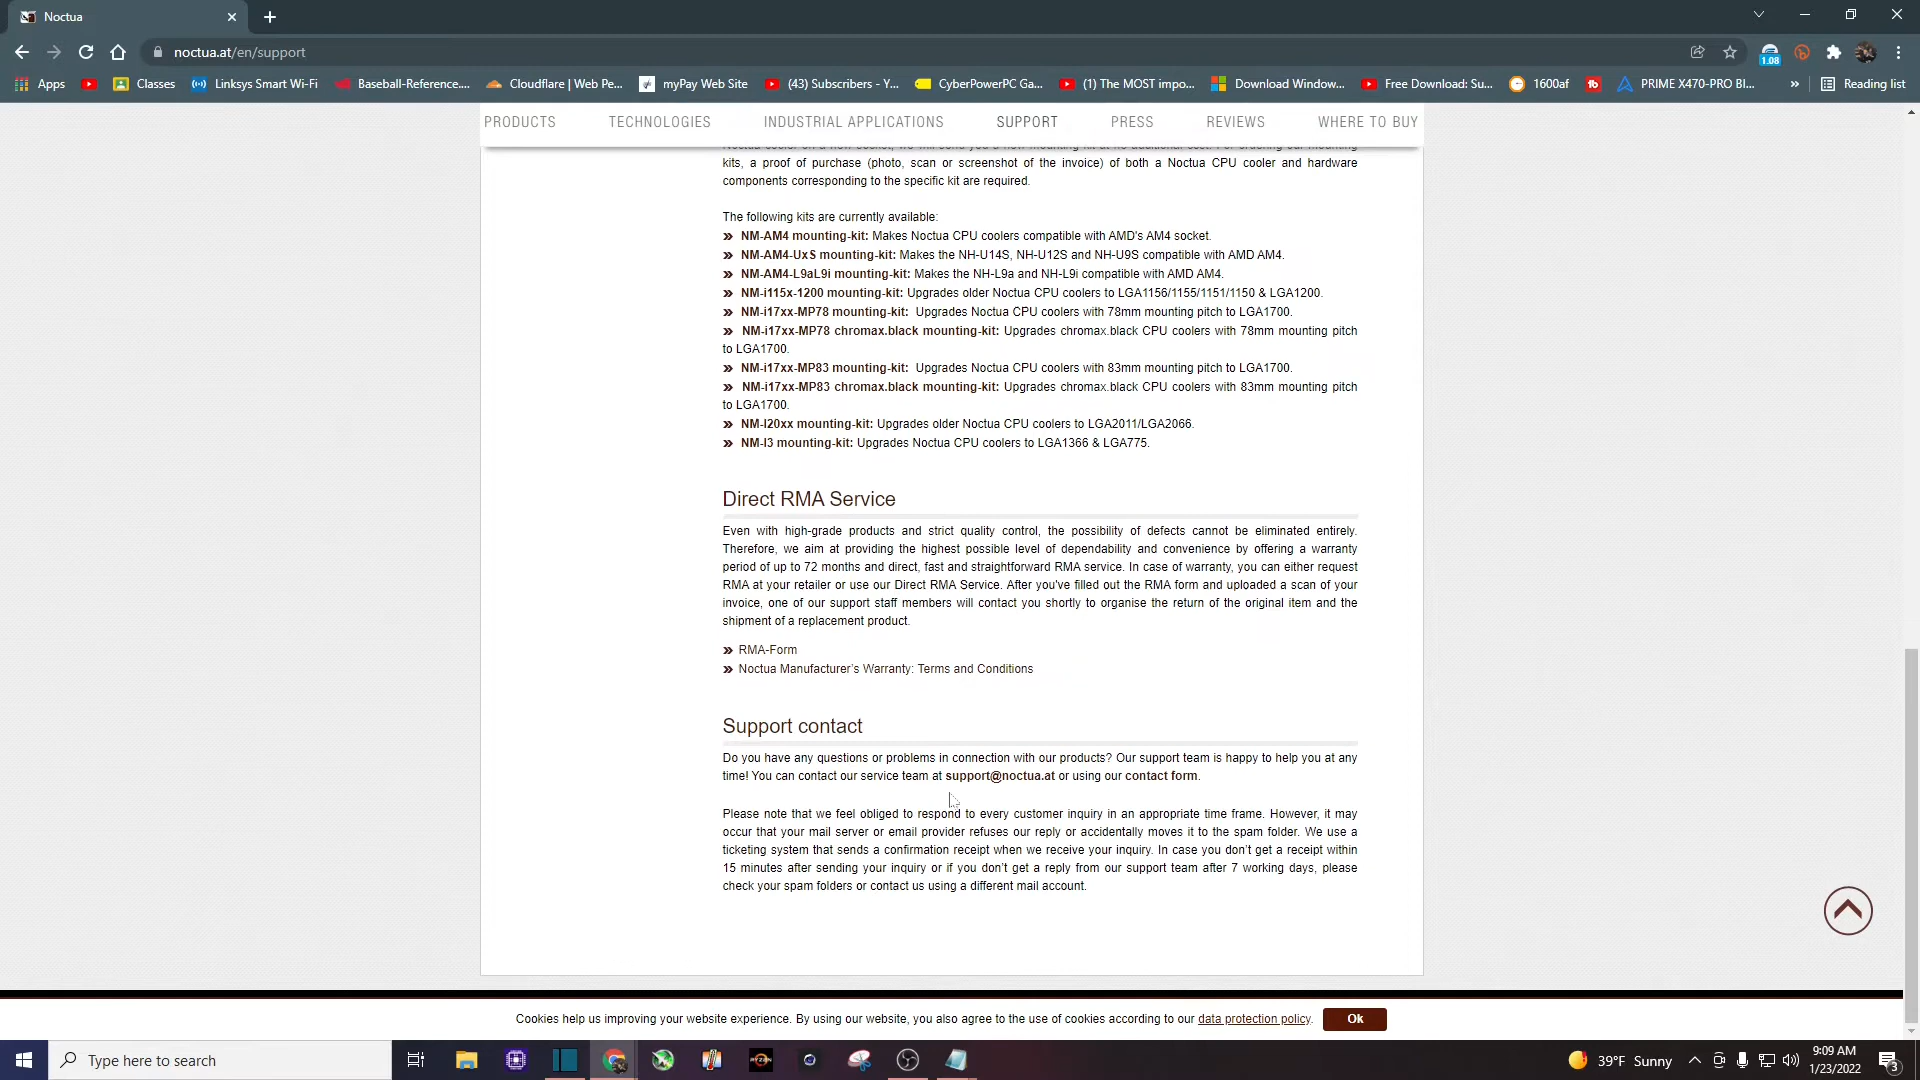 Noctua
noctua.at/en/support
1.08
Apps
Classes
Linksys Smart Wi-Fi
Baseball-Reference....
Cloudflare | Web Pe...
myPay Web Site
(43) Subscribers - Y...
CyberPowerPC Ga...
(1) The MOST impo...
Download Window...
Free Download: Su...
1600af
PRIME X470-PRO BI...
»
Reading list
PRODUCTS
TECHNOLOGIES
INDUSTRIAL APPLICATIONS
SUPPORT
PRESS
REVIEWS
WHERE TO BUY
kits, a proof of purchase (photo, scan or screenshot of the invoice) of both a Noctua CPU cooler and hardware
components corresponding to the specific kit are required.
The following kits are currently available:
» NM-AM4 mounting-kit: Makes Noctua CPU coolers compatible with AMD's AM4 socket.
» NM-AM4-UxS mounting-kit: Makes the NH-U14S, NH-U12S and NH-U9S compatible with AMD AM4.
» NM-AM4-L9aL9i mounting-kit: Makes the NH-L9a and NH-L9i compatible with AMD AM4.
» NM-i115x-1200 mounting-kit: Upgrades older Noctua CPU coolers to LGA1156/1155/1151/1150 & LGA1200.
» NM-i17xx-MP78 mounting-kit: Upgrades Noctua CPU coolers with 78mm mounting pitch to LGA1700.
» NM-i17xx-MP78 chromax.black mounting-kit: Upgrades chromax.black CPU coolers with 78mm mounting pitch
to LGA1700.
» NM-i17xx-MP83 mounting-kit: Upgrades Noctua CPU coolers with 83mm mounting pitch to LGA1700.
» NM-i17xx-MP83 chromax.black mounting-kit: Upgrades chromax.black CPU coolers with 83mm mounting pitch
to LGA1700.
» NM-I20xx mounting-kit: Upgrades older Noctua CPU coolers to LGA2011/LGA2066.
» NM-I3 mounting-kit: Upgrades Noctua CPU coolers to LGA1366 & LGA775.
Direct RMA Service
Even with high-grade products and strict quality control, the possibility of defects cannot be eliminated entirely.
Therefore, we aim at providing the highest possible level of dependability and convenience by offering a warranty
period of up to 72 months and direct, fast and straightforward RMA service. In case of warranty, you can either request
RMA at your retailer or use our Direct RMA Service. After you've filled out the RMA form and uploaded a scan of your
invoice, one of our support staff members will contact you shortly to organise the return of the original item and the
shipment of a replacement product.
» RMA-Form
» Noctua Manufacturer's Warranty: Terms and Conditions
Support contact
Do you have any questions or problems in connection with our products? Our support team is happy to help you at any
time! You can contact our service team at support@noctua.at or using our contact form.
Please note that we feel obliged to respond to every customer inquiry in an appropriate time frame. However, it may
occur that your mail server or email provider refuses our reply or accidentally moves it to the spam folder. We use a
ticketing system that sends a confirmation receipt when we receive your inquiry. In case you don't get a receipt within
15 minutes after sending your inquiry or if you don't get a reply from our support team after 7 working days, please
check your spam folders or contact us using a different mail account.
Cookies help us improving your website experience. By using our website, you also agree to the use of cookies according to our data protection policy.
Ok
Type here to search
RYZEN
39°F Sunny
9:09 AM
1/23/2022
3